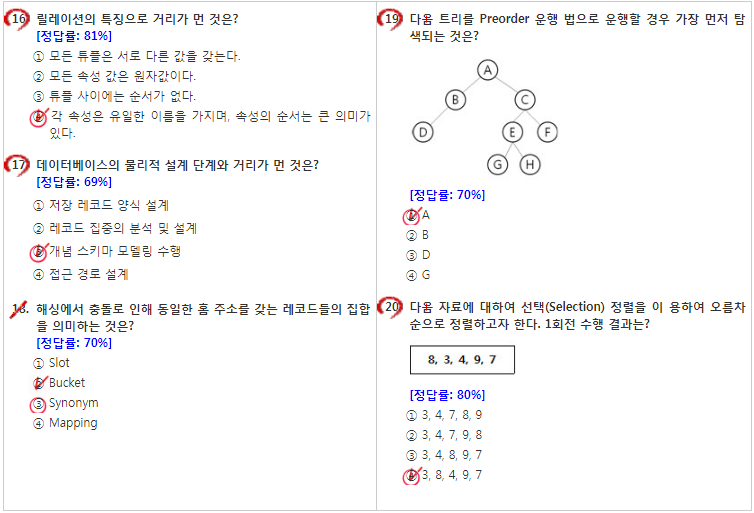 16. 릴레이션의 특징으로 거리가 먼 것은?
[정답률: 81%]
① 모든 튜플은 서로 다른 값을 갖는다.
② 모든 속성 값은 원자값이다.
③ 튜플 사이에는 순서가 없다.
④ 각 속성은 유일한 이름을 가지며, 속성의 순서는 큰 의미가
있다.
17. 데이터베이스의 물리적 설계 단계와 거리가 먼 것은?
[정답률: 69%]
① 저장 레코드 양식 설계
② 레코드 집중의 분석 및 설계
③ 개념 스키마 모델링 수행
④ 접근 경로 설계
18. 해싱에서 충돌로 인해 동일한 홈 주소를 갖는 레코드들의 집합
을 의미하는 것은?
[정답률: 70%]
① Slot
② Bucket
③ Synonym
④ Mapping
19. 다음 트리를 Preorder 운행 법으로 운행할 경우 가장 먼저 탐
색되는 것은?
A
B C
D E F
G H
[정답률: 70%]
① A
② B
③ D
④ G
20. 다음 자료에 대하여 선택(Selection) 정렬을 이 용하여 오름차
순으로 정렬하고자 한다. 1회전 수행 결과는?
8, 3, 4, 9, 7
[정답률: 80%]
① 3, 4, 7, 8, 9
② 3, 4, 7, 9, 8
③ 3, 4, 8, 9, 7
④ 3, 8, 4, 9, 7